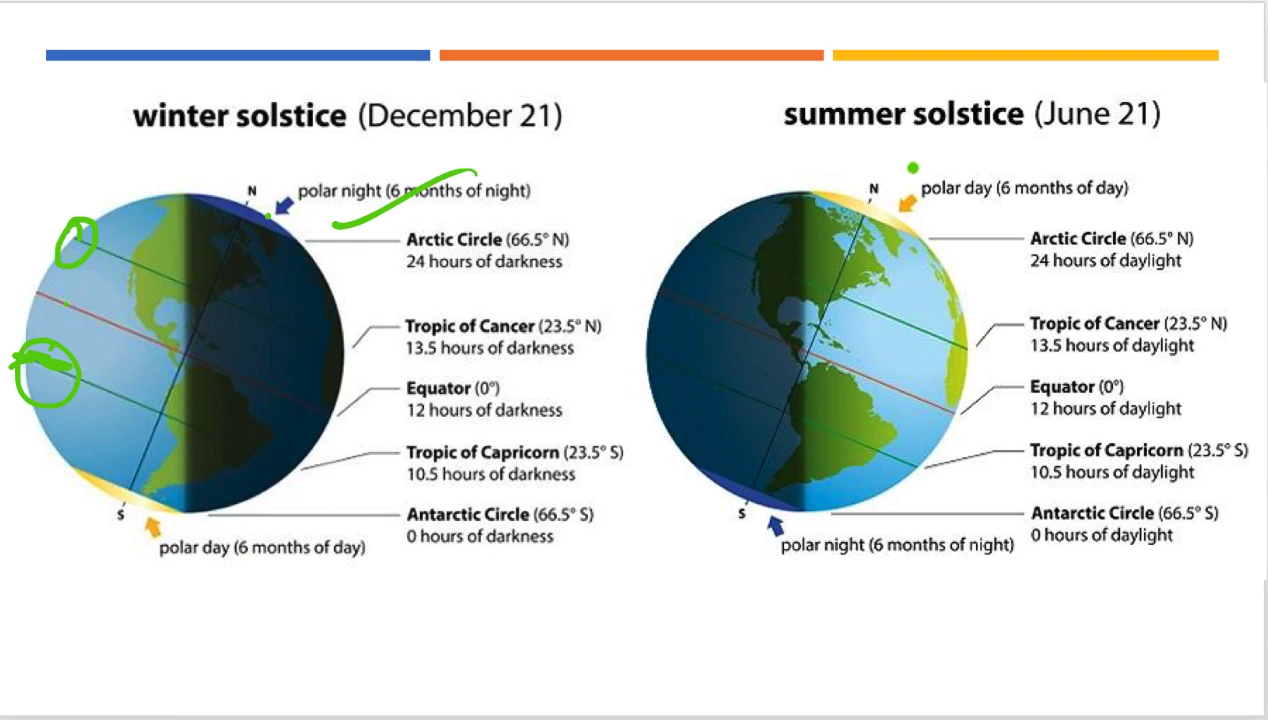 winter solstice (December 21)
N
polar night (6 months of night)
Arctic Circle (66.5° N)
24 hours of darkness
Tropic of Cancer (23.5° N)
13.5 hours of darkness
Equator (0°)
12 hours of darkness
Tropic of Capricorn (23.5° S)
10.5 hours of darkness
Antarctic Circle (66.5° S)
0 hours of darkness
S
polar day (6 months of day)
summer solstice (June 21)
N
polar day (6 months of day)
Arctic Circle (66.5° N)
24 hours of daylight
Tropic of Cancer (23.5° N)
13.5 hours of daylight
Equator (0°)
12 hours of daylight
Tropic of Capricorn (23.5° S)
10.5 hours of daylight
Antarctic Circle (66.5° S)
0 hours of daylight
S
polar night (6 months of night)